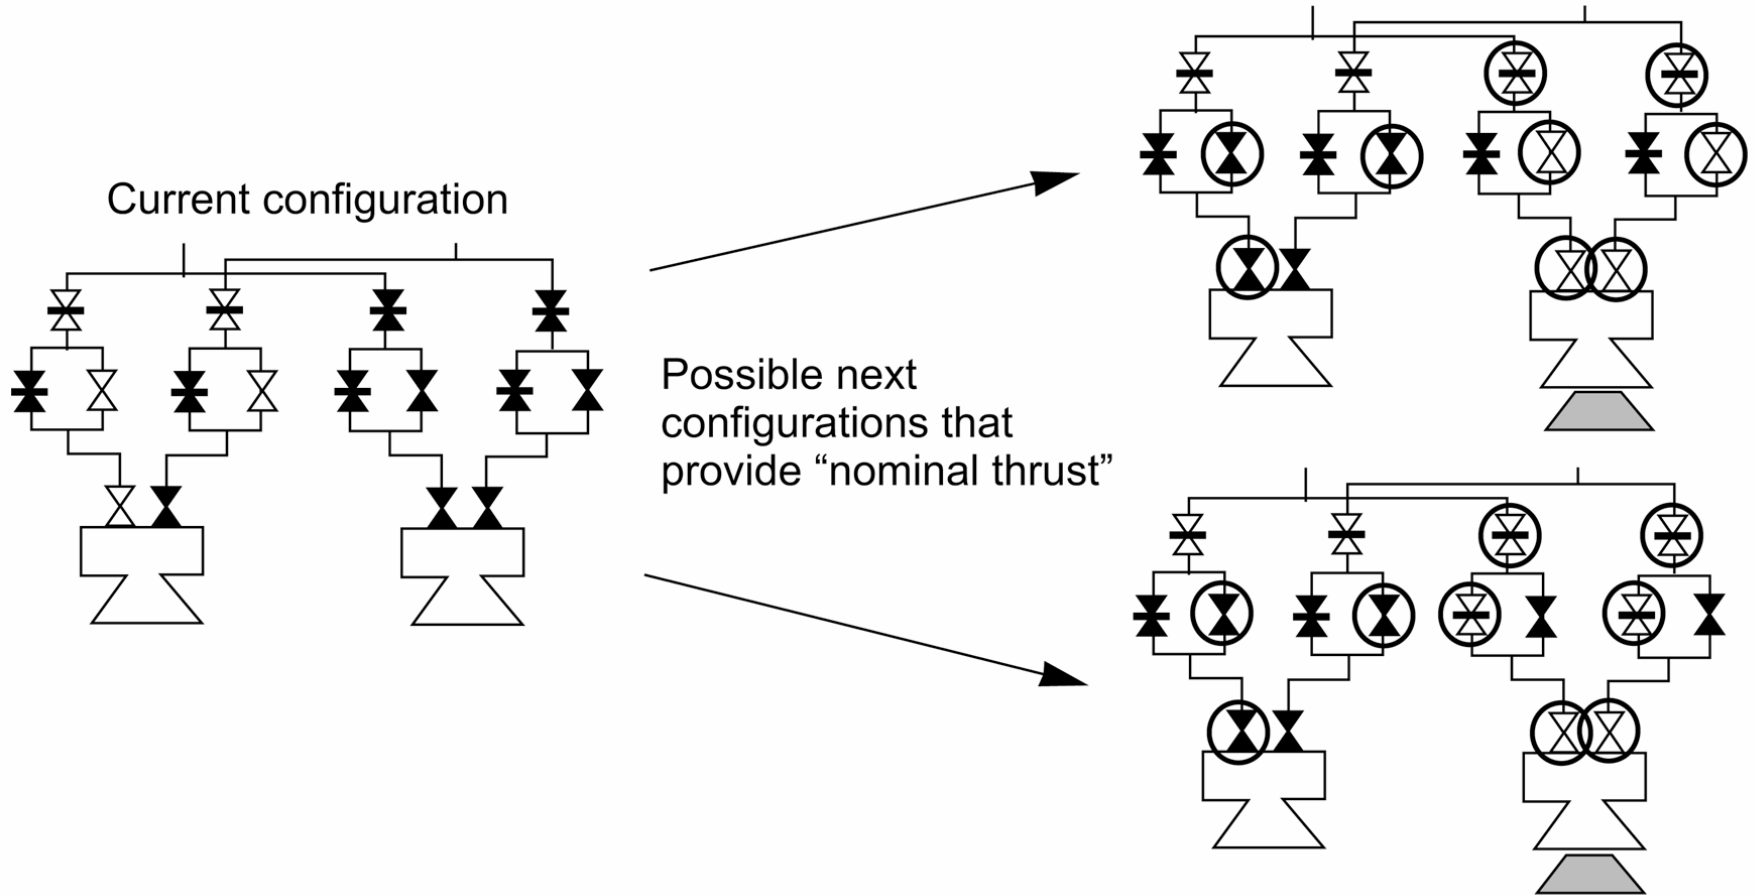 Current configuration
Possible next
configurations that
provide “nominal thrust”